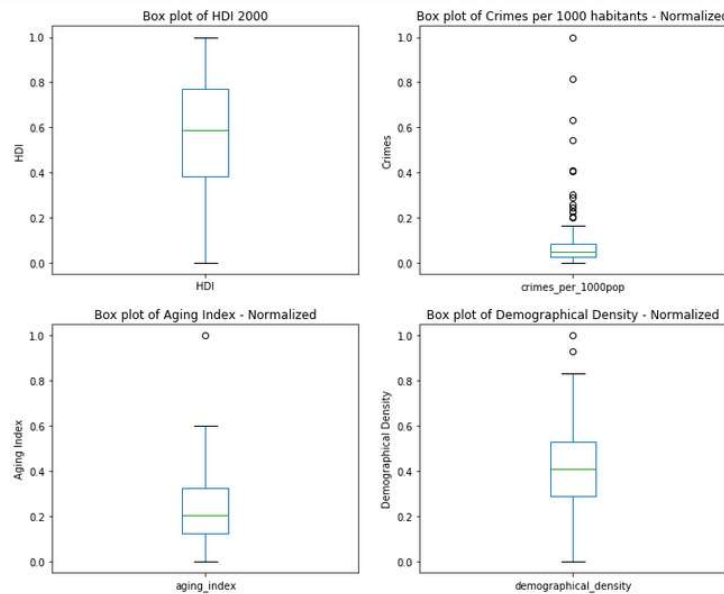 Box plot of HDI 2000
1.0
0.8
0.6
0.4
0.2
0.0
HDI
HDI
Box plot of Crimes per 1000 habitants - Normalized
1.0
0.8
0.6
0.4
0.2
0.0
Crimes
crimes_per_1000pop
Box plot of Aging Index - Normalized
1.0
0.8
0.6
0.4
0.2
0.0
Aging Index
aging_index
Box plot of Demographical Density - Normalized
1.0
0.8
0.6
0.4
0.2
0.0
Demographical Density
demographical_density